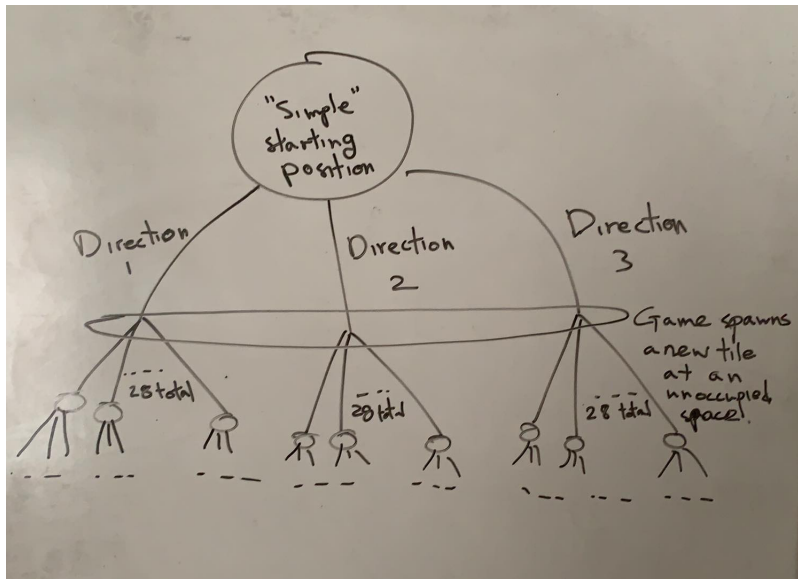 "Simple"
starting
position
Direction
1
Direction
2
Direction
3
Game spawns
a new tile
at an
unoccupied
space.
28 total
28 total
28 total